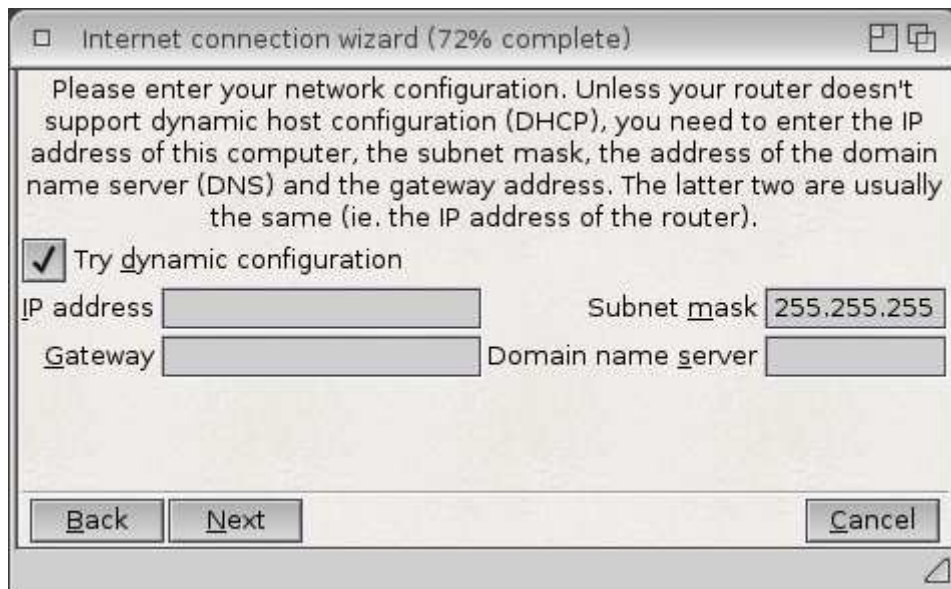 Internet connection wizard (72% complete)
Please enter your network configuration. Unless your router doesn't
support dynamic host configuration (DHCP), you need to enter the IP
address of this computer, the subnet mask, the address of the domain
name server (DNS) and the gateway address. The latter two are usually
the same (ie. the IP address of the router).
Try dynamic configuration
IP address Subnet mask 255.255.255
Gateway Domain name server
Back Next Cancel